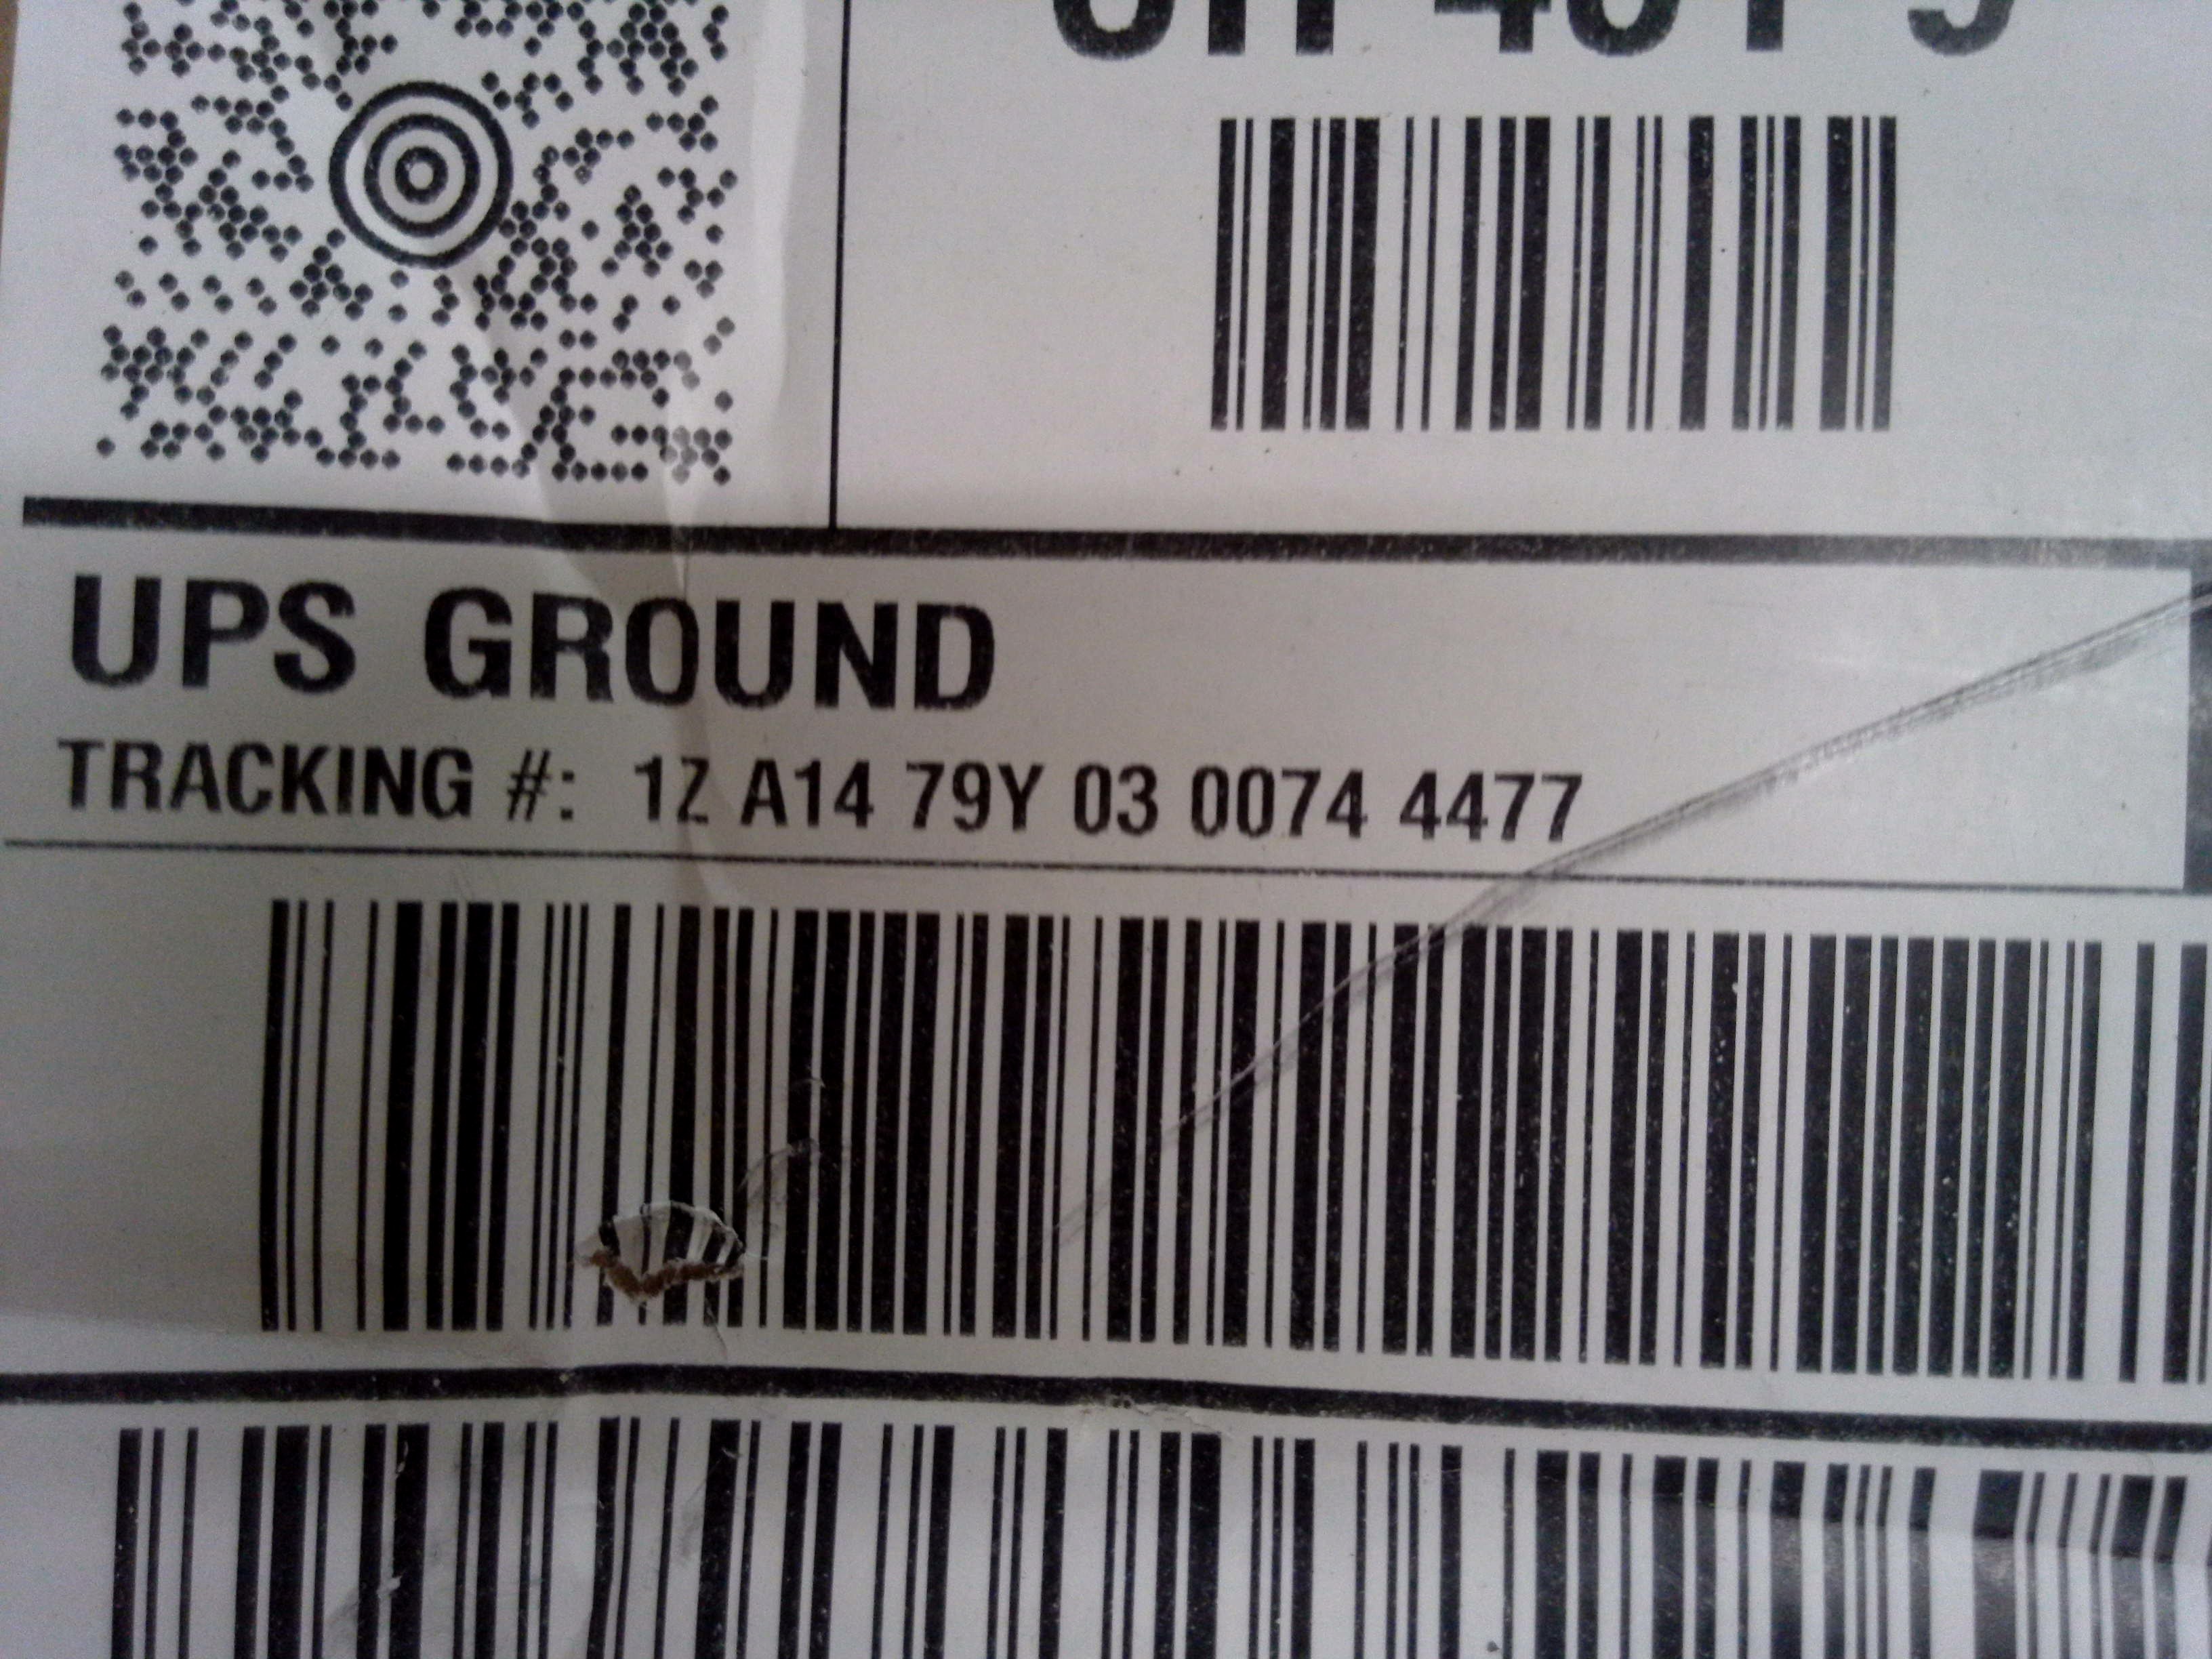 UPS GROUND
TRACKING #: 1Z A14 79Y 03 0074 4477